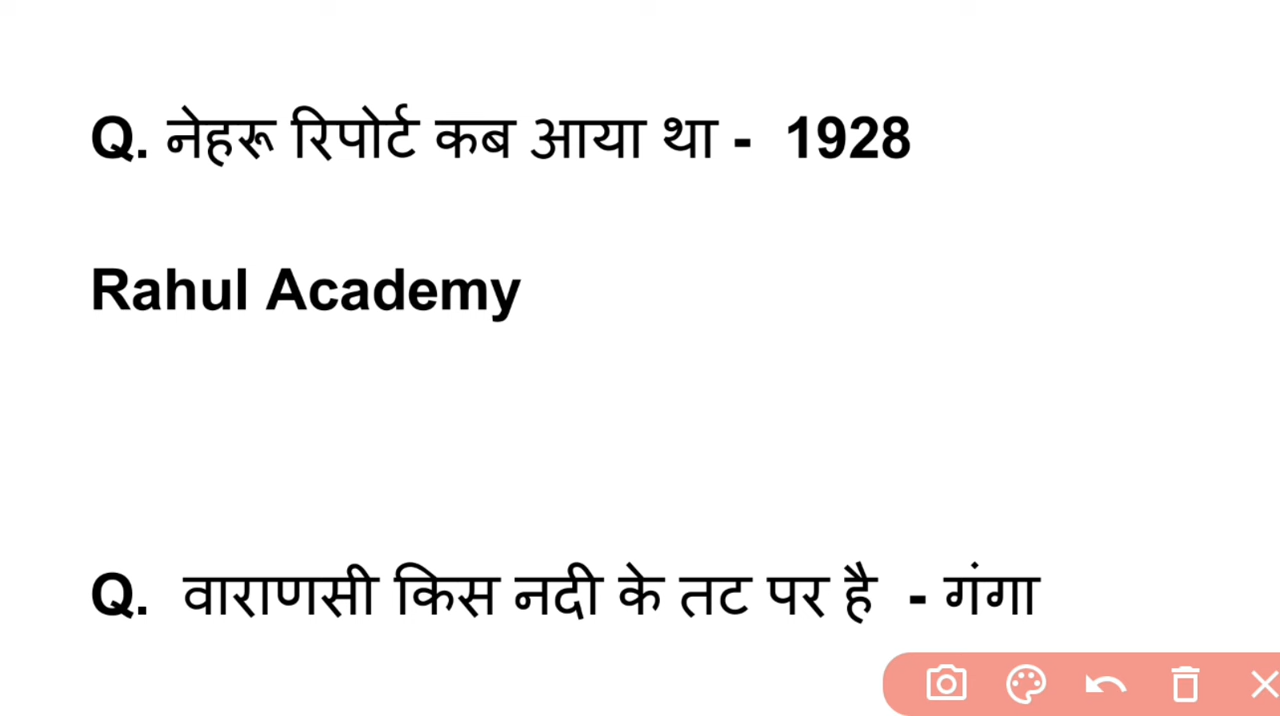 Q. नेहरू रिपोर्ट कब आया था - 1928
Rahul Academy
Q. वाराणसी किस नदी के तट पर है - गंगा